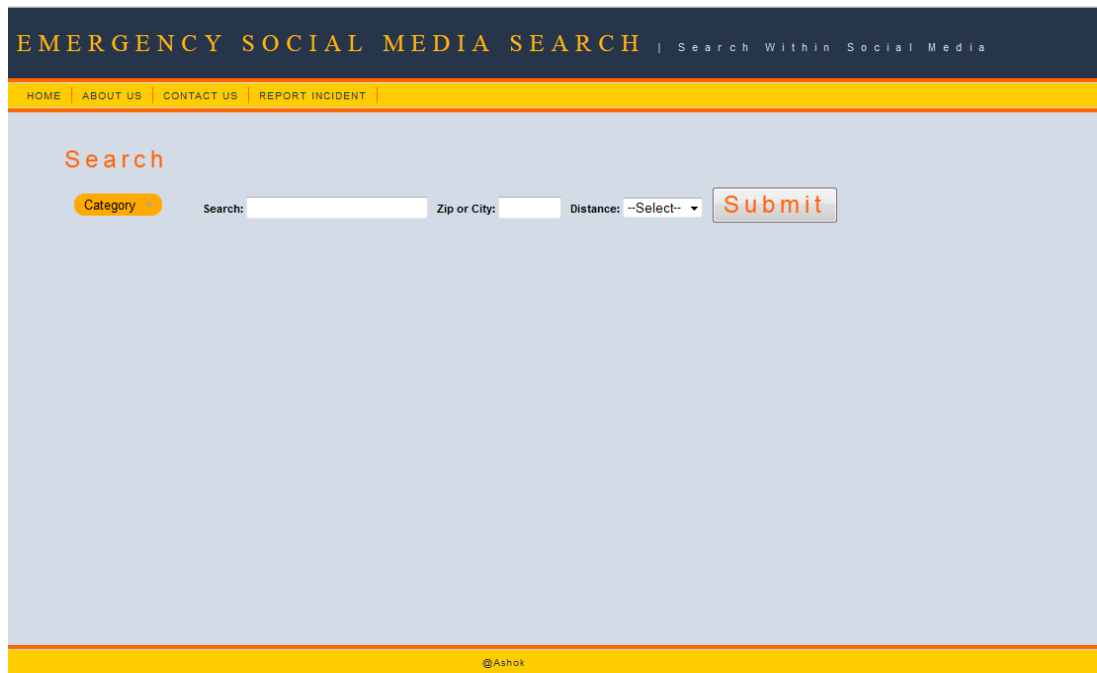 EMERGENCY SOCIAL MEDIA SEARCH | Search Within Social Media
HOME | ABOUT US | CONTACT US | REPORT INCIDENT |
Search
Category Search: Zip or City: Distance: --Select-- Submit
@Ashok